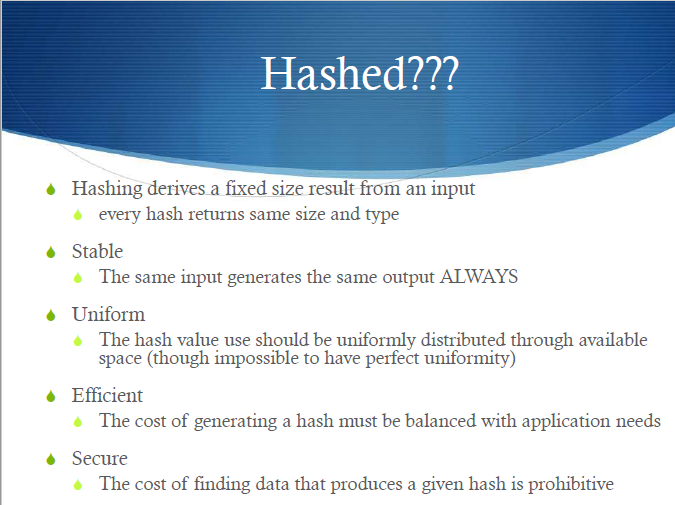 Hashed???
Hashing derives a fixed size result from an input
every hash returns same size and type
Stable
The same input generates the same output ALWAYS
Uniform
The hash value use should be uniformly distributed through available
space (though impossible to have perfect uniformity)
Efficient
The cost of generating a hash must be balanced with application needs
Secure
The cost of finding data that produces a given hash is prohibitive